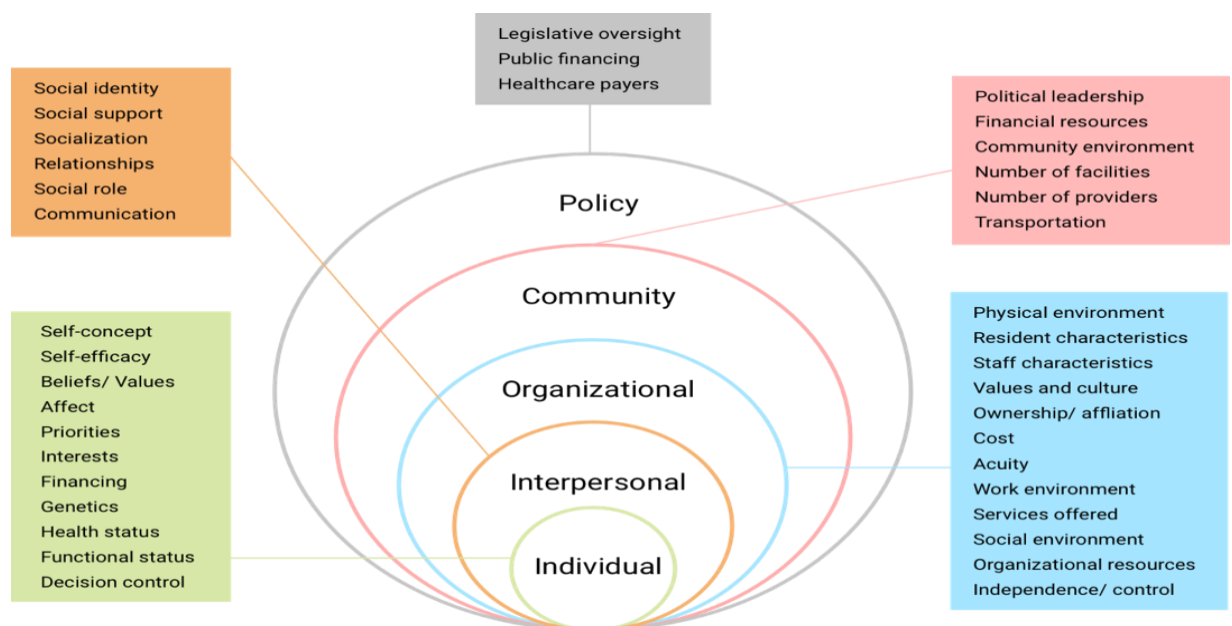 Legislative oversight
Public financing
Healthcare payers
Social identity
Social support
Socialization
Relationships
Social role
Communication
Political leadership
Financial resources
Community environment
Number of facilities
Number of providers
Transportation
Policy
Community
Organizational
Interpersonal
Individual
Self-concept
Self-efficacy
Beliefs/ Values
Affect
Priorities
Interests
Financing
Genetics
Health status
Functional status
Decision control
Physical environment
Resident characteristics
Staff characteristics
Values and culture
Ownership/ affliation
Cost
Acuity
Work environment
Services offered
Social environment
Organizational resources
Independence/ control